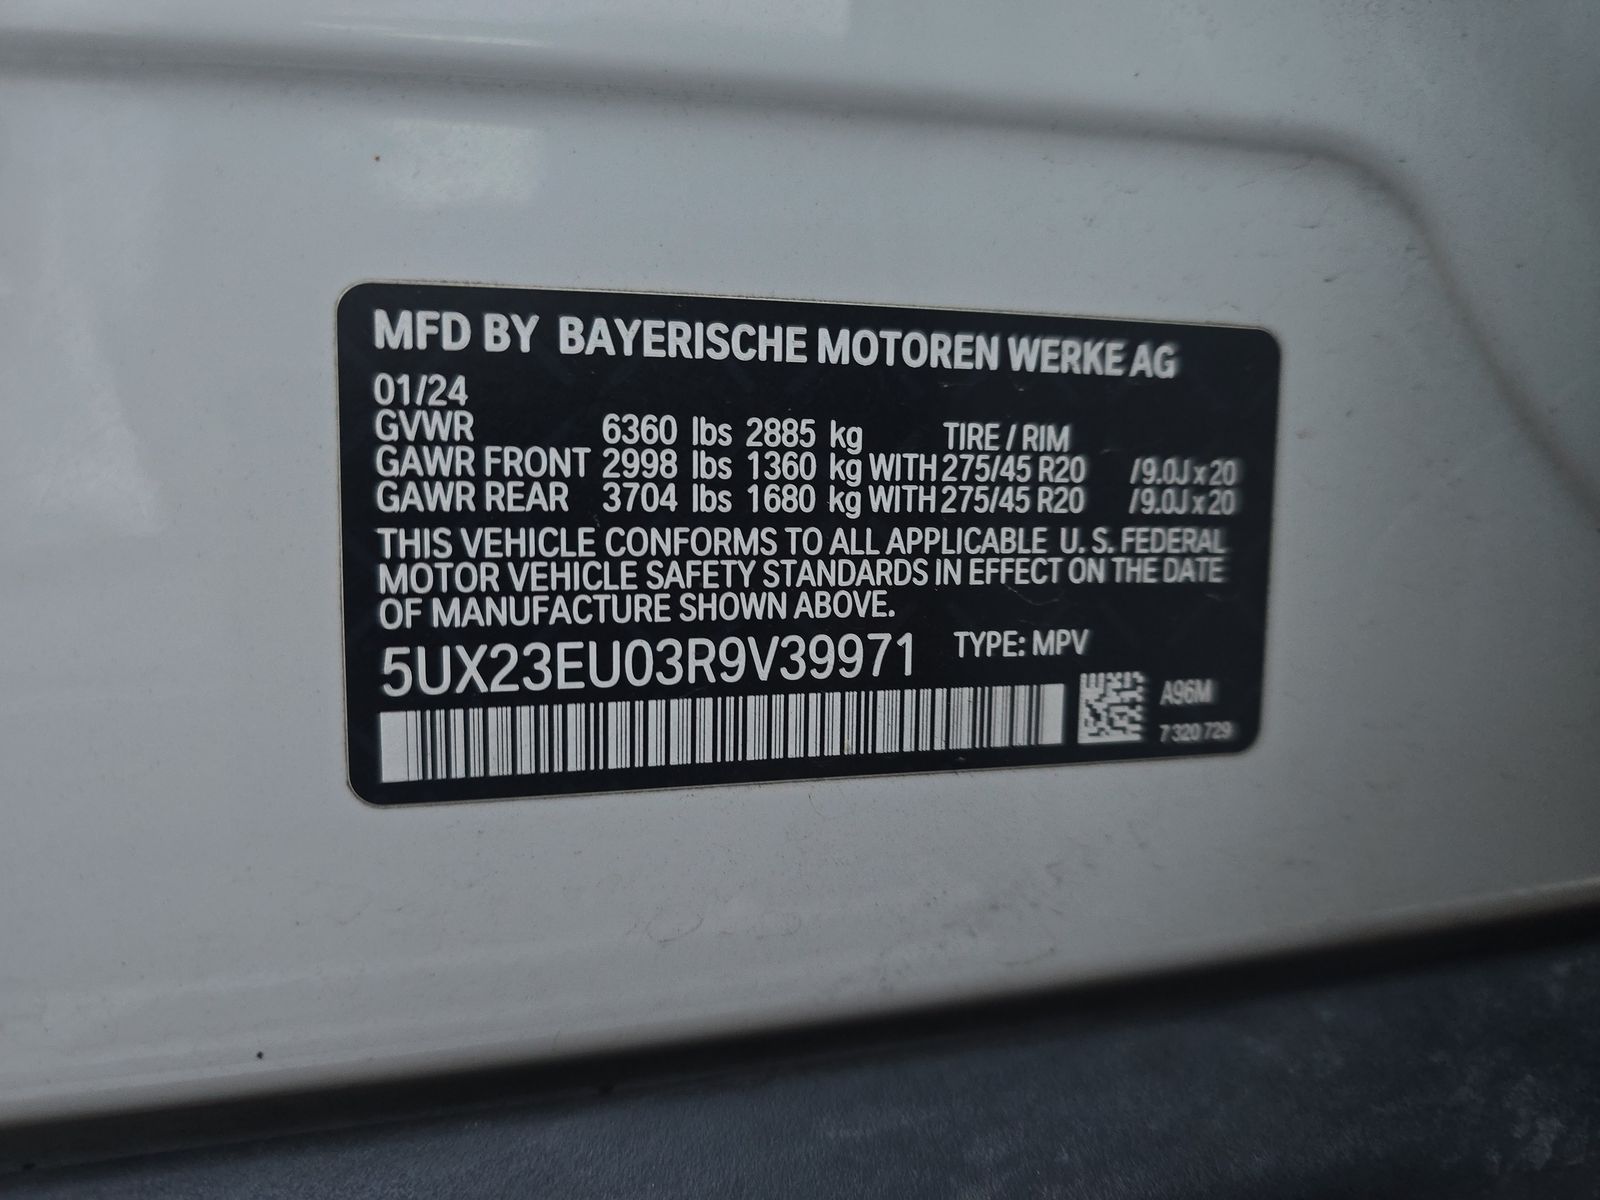 MFD BY BAYERISCHE MOTOREN WERKE AG
01/24
GVWR 6360 lbs 2885 kg TIRE / RIM
GAWR FRONT 2998 lbs 1360 kg WITH 275/45 R20 /9.0J x 20
GAWR REAR 3704 lbs 1680 kg WITH 275/45 R20 /9.0J x 20
THIS VEHICLE CONFORMS TO ALL APPLICABLE U. S. FEDERAL
MOTOR VEHICLE SAFETY STANDARDS IN EFFECT ON THE DATE
OF MANUFACTURE SHOWN ABOVE.
5UX23EU03R9V39971 TYPE: MPV
A96M
7 320 729